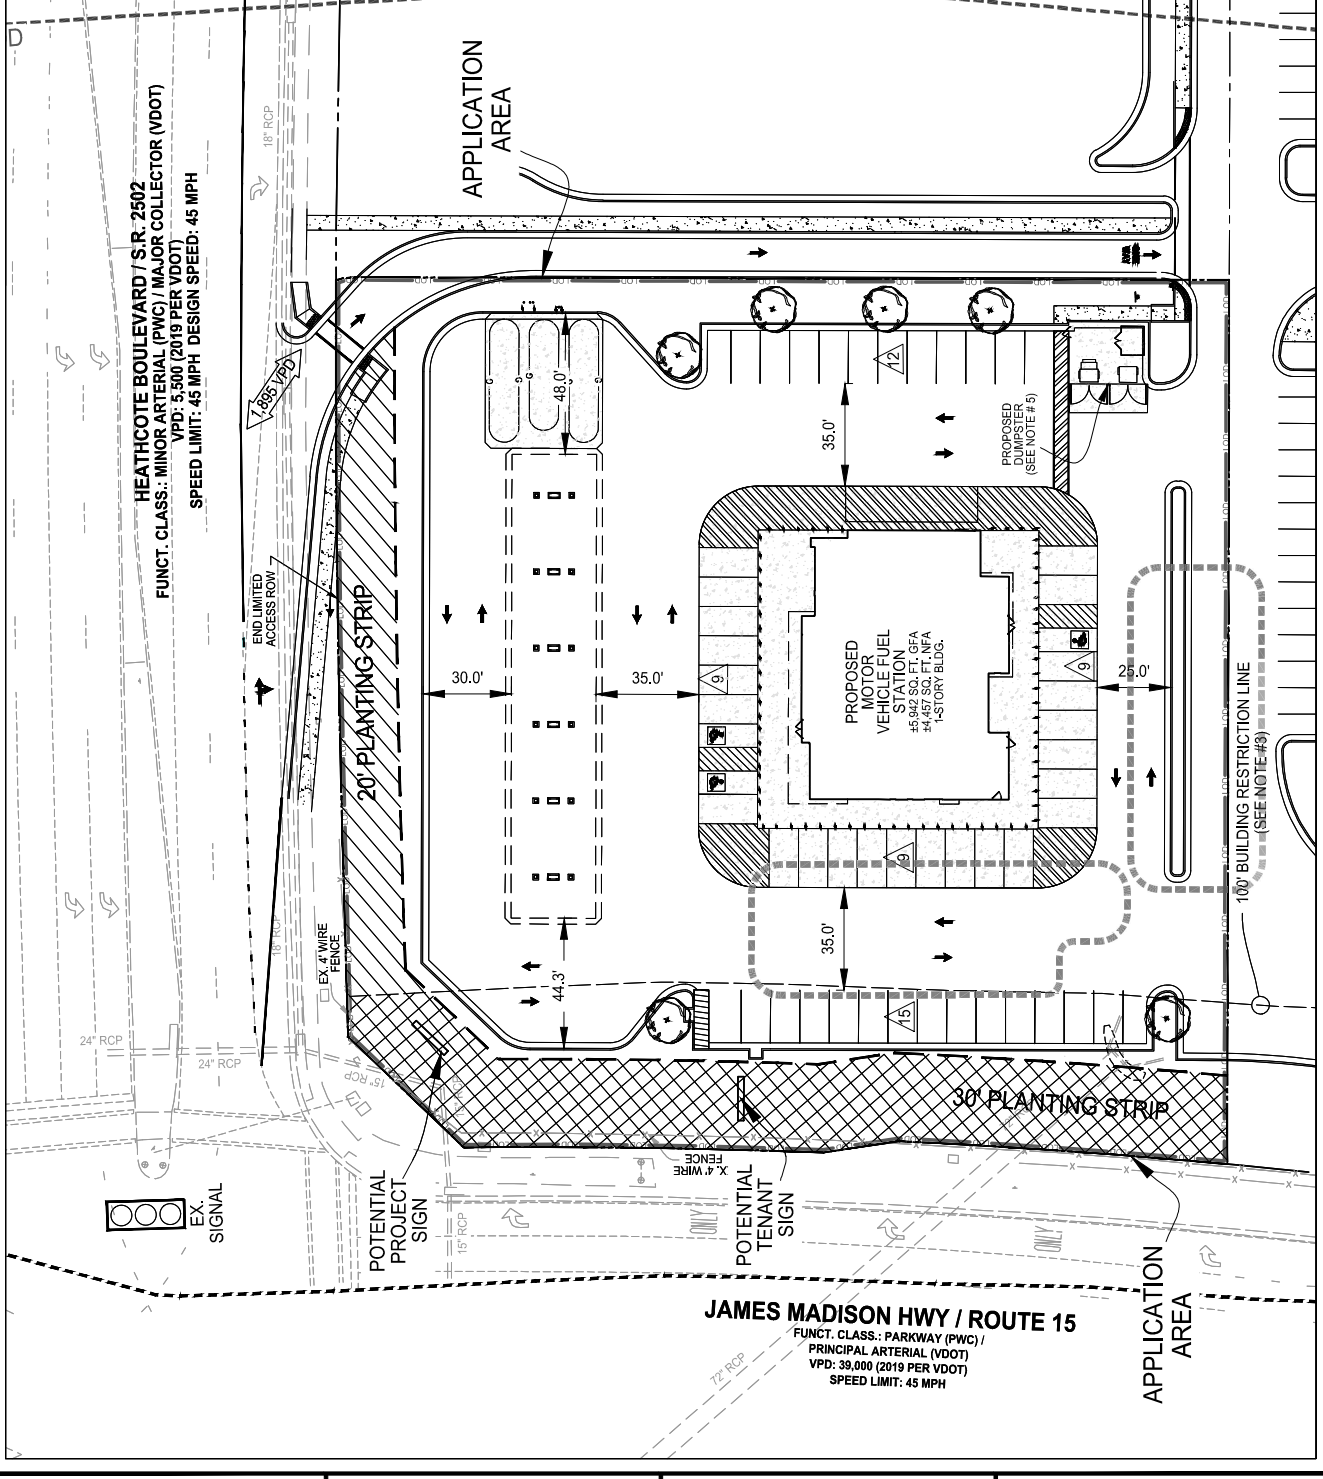 D
HEATHCOTE BOULEVARD / S.R. 2502
FUNCT. CLASS.: MINOR ARTERIAL (PWC) / MAJOR COLLECTOR (VDOT)
VPD: 5,500 (2019 PER VDOT)
SPEED LIMIT: 45 MPH DESIGN SPEED: 45 MPH
18" RCP
APPLICATION
AREA
1,895 VPD
48.0'
12
35.0'
PROPOSED
DUMPSTER
(SEE NOTE # 5)
END LIMITED
ACCESS ROW
20' PLANTING STRIP
30.0'
35.0'
9
PROPOSED
MOTOR
VEHICLE FUEL
STATION
±5,942 SQ. FT. GFA
±4,457 SQ. FT. NFA
1-STORY BLDG.
9
25.0'
100' BUILDING RESTRICTION LINE
(SEE NOTE #3)
9
35.0'
18" RCP
EX. 4' WIRE
FENCE
44.3'
15
24" RCP
24" RCP
15" RCP
30' PLANTING STRIP
X. 4' WIRE
FENCE
EX.
SIGNAL
POTENTIAL
PROJECT
SIGN
15" RCP
POTENTIAL
TENANT
SIGN
ONLY
ONLY
APPLICATION
AREA
JAMES MADISON HWY / ROUTE 15
FUNCT. CLASS.: PARKWAY (PWC) /
PRINCIPAL ARTERIAL (VDOT)
VPD: 39,000 (2019 PER VDOT)
SPEED LIMIT: 45 MPH
72" RCP